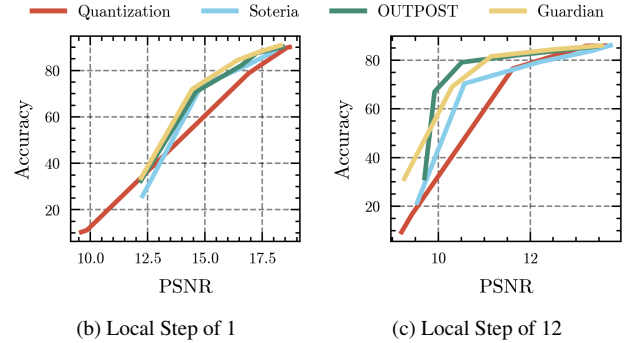 Quantization Soteria OUTPOST Guardian
Accuracy
80
60
40
20
10.0 12.5 15.0 17.5
PSNR
(b) Local Step of 1
Accuracy
80
60
40
20
10 12
PSNR
(c) Local Step of 12